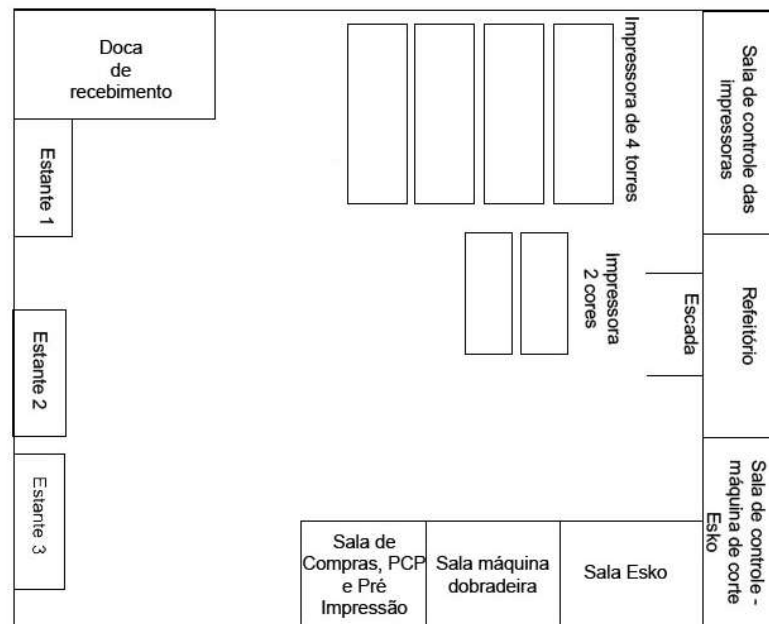 Doca
de
recebimento
Impressora de 4 torres
Sala de controle das
impressoras
Estante 1
Impressora
2 cores
Escada
Refeitório
Estante 2
Estante 3
Sala de controle -
máquina de corte
Esko
Sala de
Compras, PCP
e Pré
Impressão
Sala máquina
dobradeira
Sala Esko